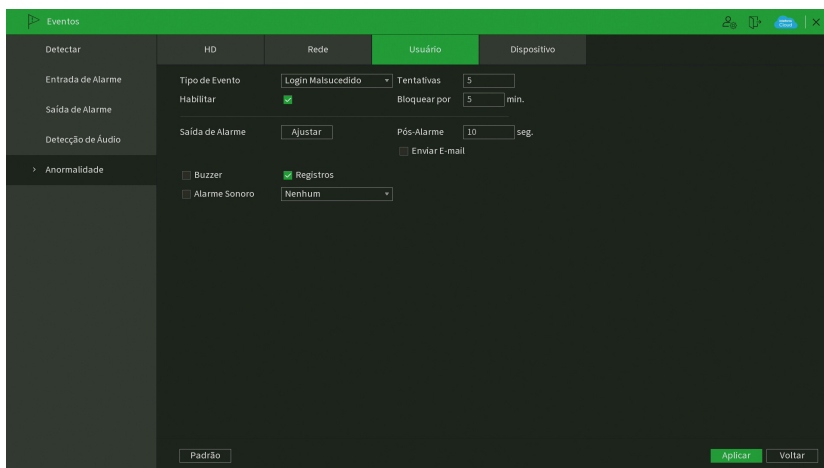 Eventos
Detectar
HD
Rede
Usuário
Dispositivo
Entrada de Alarme
Saída de Alarme
Detecção de Áudio
Anormalidade
Tipo de Evento Login Malsucedido Tentativas 5
Habilitar Bloquear por 5 min.
Saída de Alarme Ajustar Pós-Alarme 10 seg.
Enviar E-mail
Buzzer Registros
Alarme Sonoro Nenhum
Padrão Aplicar Voltar